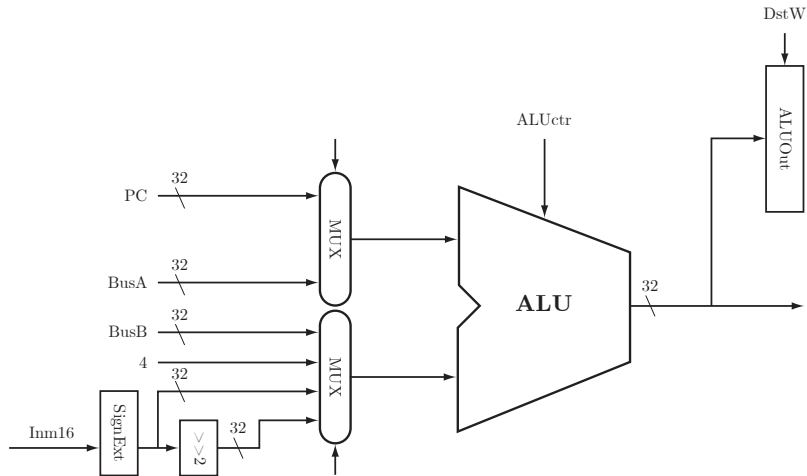 DstW
ALUOut
ALUctr
32
PC
MUX
32
BusA
ALU
32
32
BusB
4
MUX
32
SignExt
32
Inm16
>>2